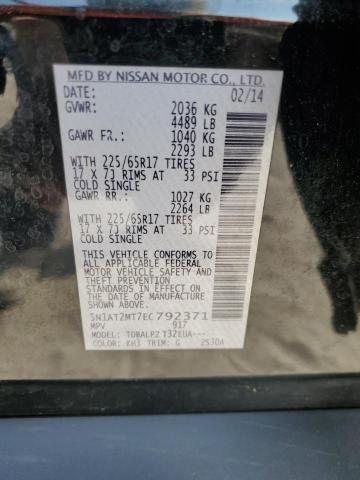 MFD BY NISSAN MOTOR CO., LTD.
DATE: 02/14
GVWR: 2036 KG
4489 LB
GAWR FR.: 1040 KG
2293 LB
WITH 225/65R17 TIRES
17 X 7J RIMS AT 33 PSI
COLD SINGLE
GAWR RR.: 1027 KG
2264 LB
WITH 225/65R17 TIRES
17 X 7J RIMS AT 33 PSI
COLD SINGLE
THIS VEHICLE CONFORMS TO ALL
APPLICABLE U.S. FEDERAL
MOTOR VEHICLE SAFETY AND
THEFT PREVENTION
STANDARDS IN EFFECT ON THE
DATE OF MANUFACTURE
SHOWN ABOVE.
5N1AT2MT7EC792371
MPV 917
MODEL: T32
COLOR: KH3 TRIM: G 2530A